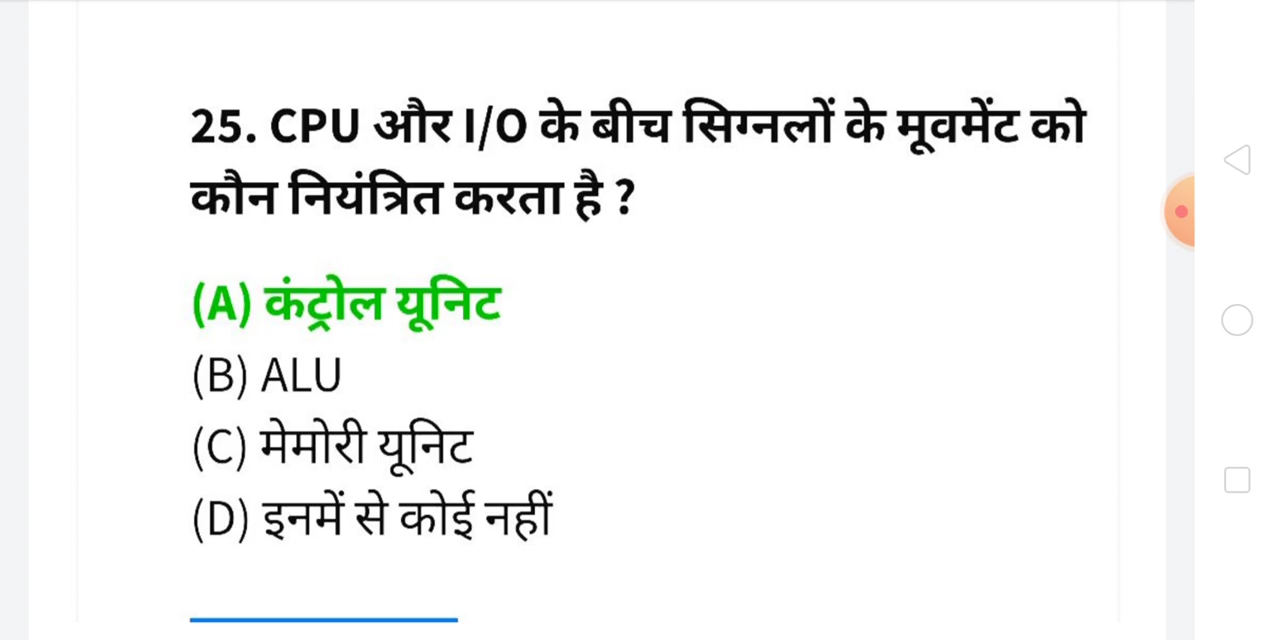 25. CPU और I/O के बीच सिग्नलों के मूवमेंट को
कौन नियंत्रित करता है ?
(A) कंट्रोल यूनिट
(B) ALU
(C) मेमोरी यूनिट
(D) इनमें से कोई नहीं